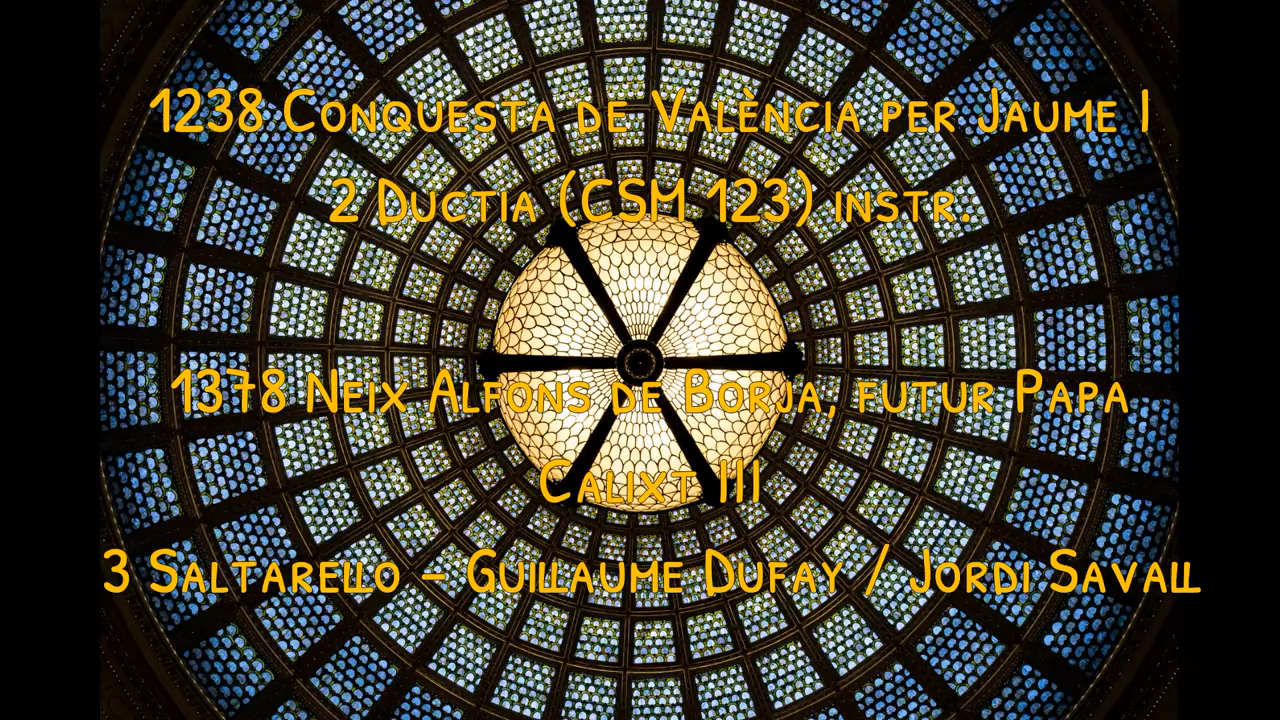 1238 Conquesta de València per Jaume I
2 Ductia (CSM 123) instr.
1378 Neix Alfons de Borja, futur Papa
Calixt III
3 Saltarello – Guillaume Dufay / Jordi Savall